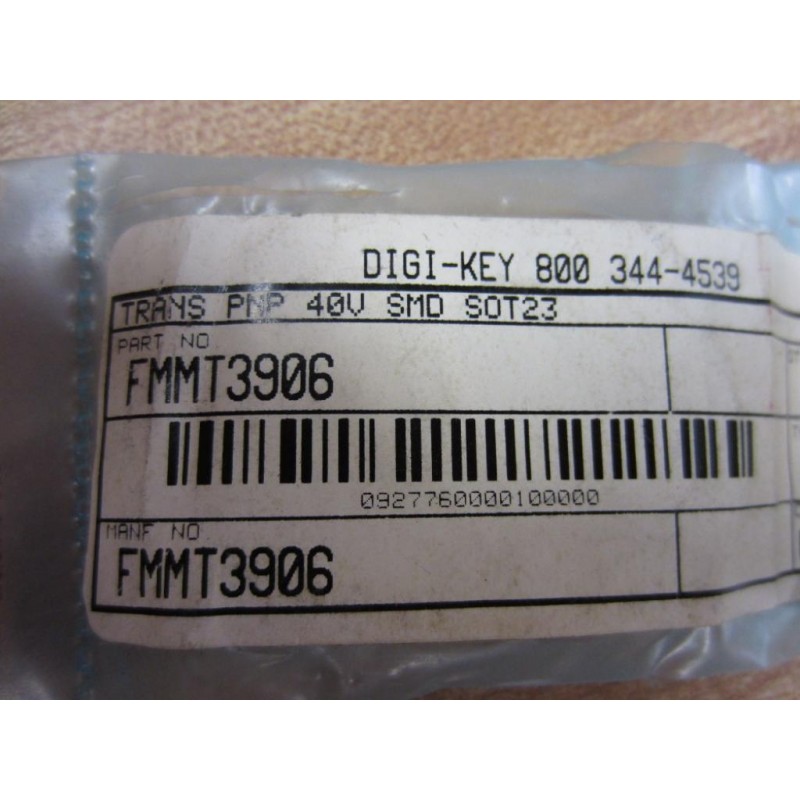 DIGI-KEY 800 344-4539
TRANS PNP 40V SMD SOT23
PART NO.
FMMT3906
0927760000100000
MANF NO.
FMMT3906